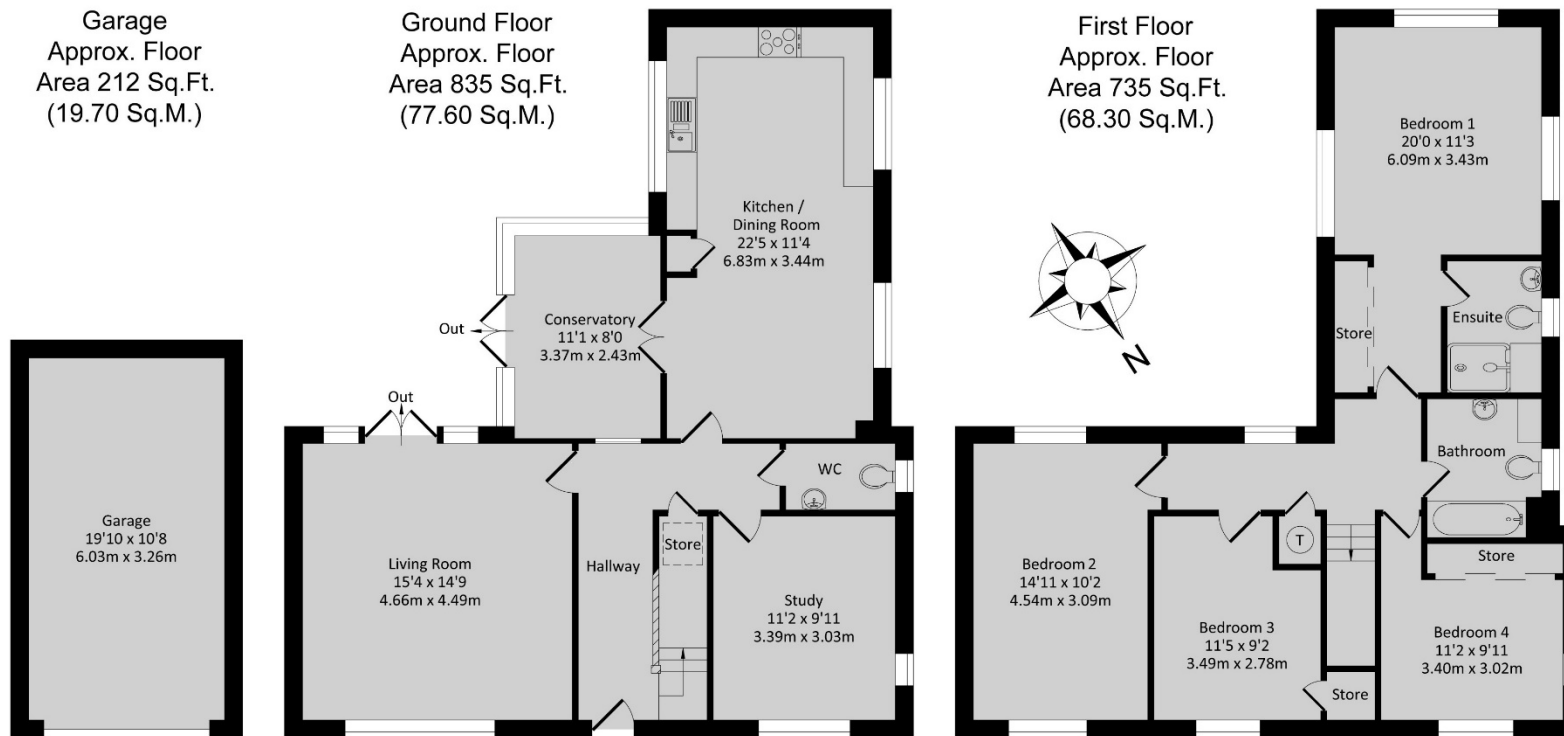 Garage
Approx. Floor
Area 212 Sq.Ft.
(19.70 Sq.M.)
Ground Floor
Approx. Floor
Area 835 Sq.Ft.
(77.60 Sq.M.)
First Floor
Approx. Floor
Area 735 Sq.Ft.
(68.30 Sq.M.)
Garage
19'10 x 10'8
6.03m x 3.26m
Kitchen /
Dining Room
22'5 x 11'4
6.83m x 3.44m
Conservatory
11'1 x 8'0
3.37m x 2.43m
Out
Out
WC
Living Room
15'4 x 14'9
4.66m x 4.49m
Hallway
Store
Study
11'2 x 9'11
3.39m x 3.03m
N
Bedroom 1
20'0 x 11'3
6.09m x 3.43m
Store
Ensuite
Bathroom
Bedroom 2
14'11 x 10'2
4.54m x 3.09m
T
Bedroom 3
11'5 x 9'2
3.49m x 2.78m
Store
Store
Bedroom 4
11'2 x 9'11
3.40m x 3.02m